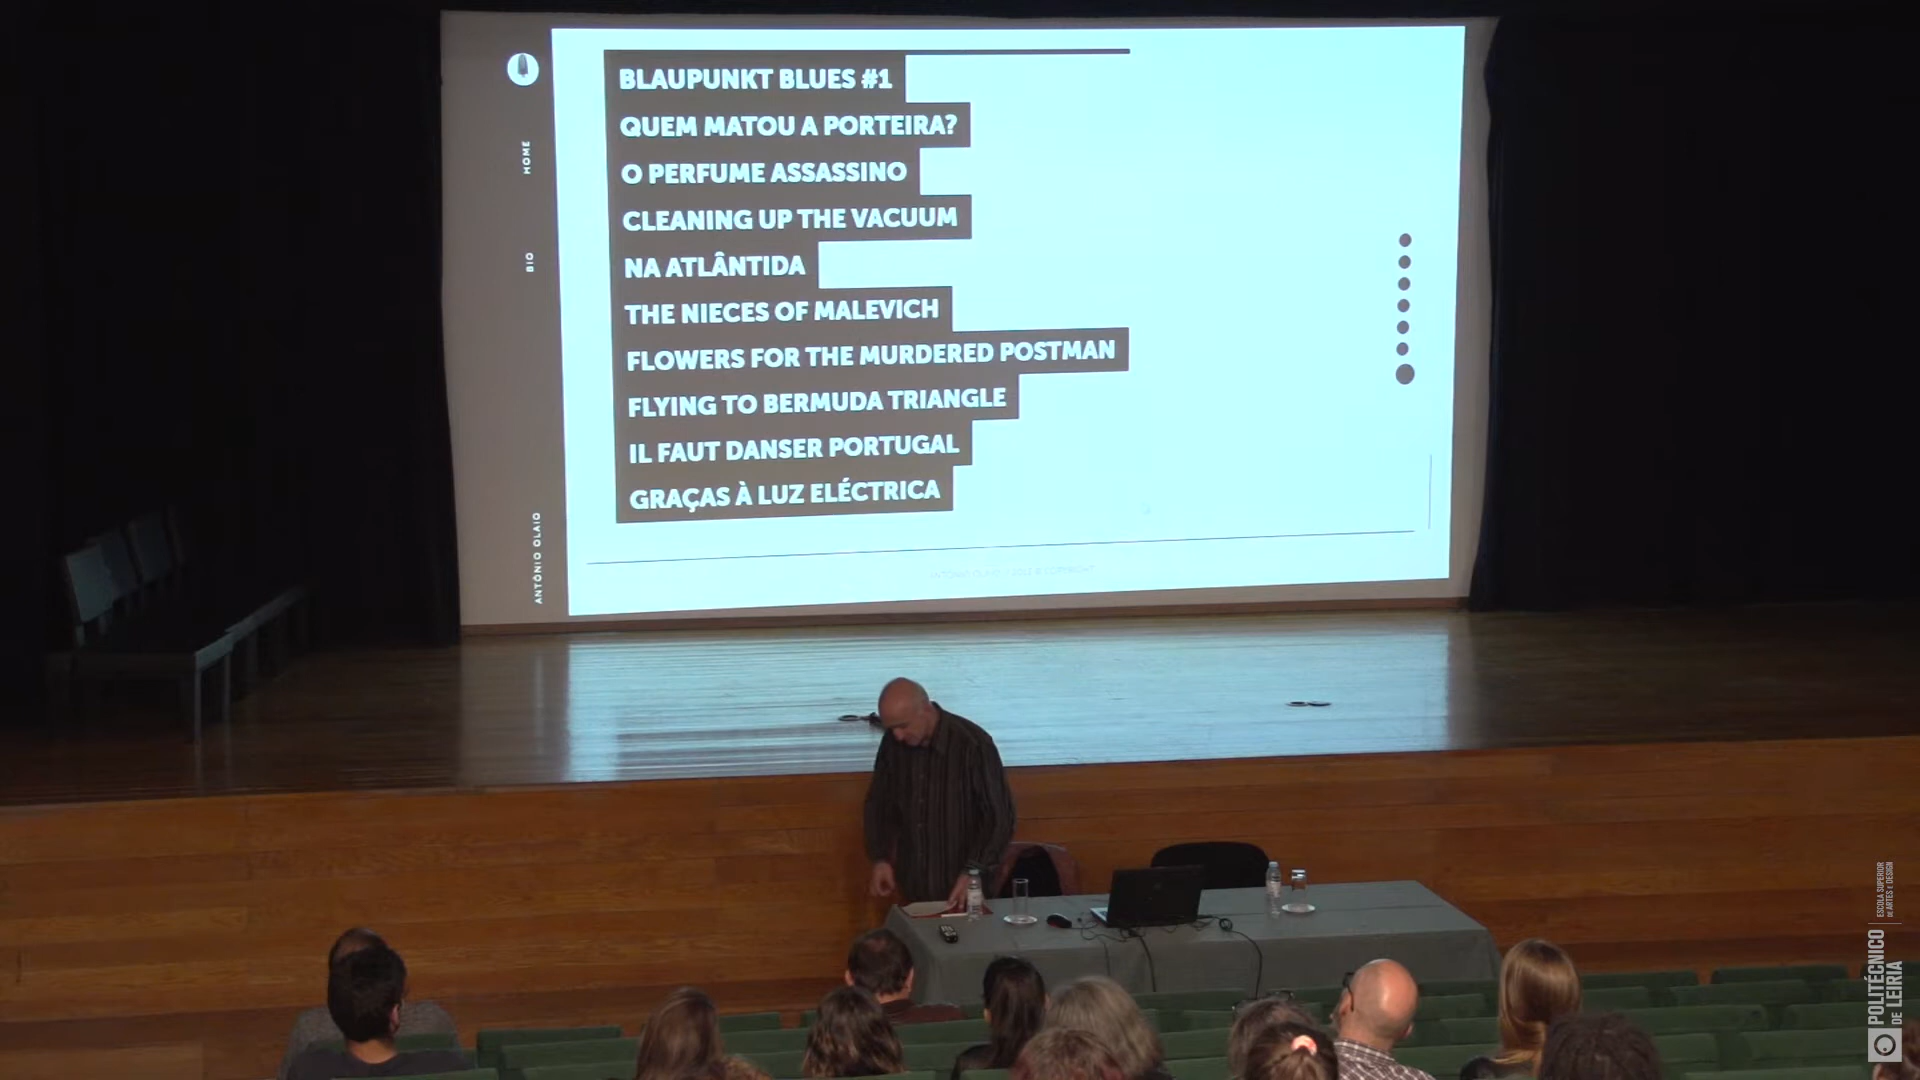 BLAUPUNKT BLUES #1
QUEM MATOU A PORTEIRA?
O PERFUME ASSASSINO
CLEANING UP THE VACUUM
NA ATLÂNTIDA
THE NIECES OF MALEVICH
FLOWERS FOR THE MURDERED POSTMAN
FLYING TO BERMUDA TRIANGLE
IL FAUT DANSER PORTUGAL
GRAÇAS À LUZ ELÉCTRICA
HOME
BIO
ANTÓNIO OLAIO
ESCOLA SUPERIOR
DE ARTES E DESIGN
POLITÉCNICO
DE LEIRIA